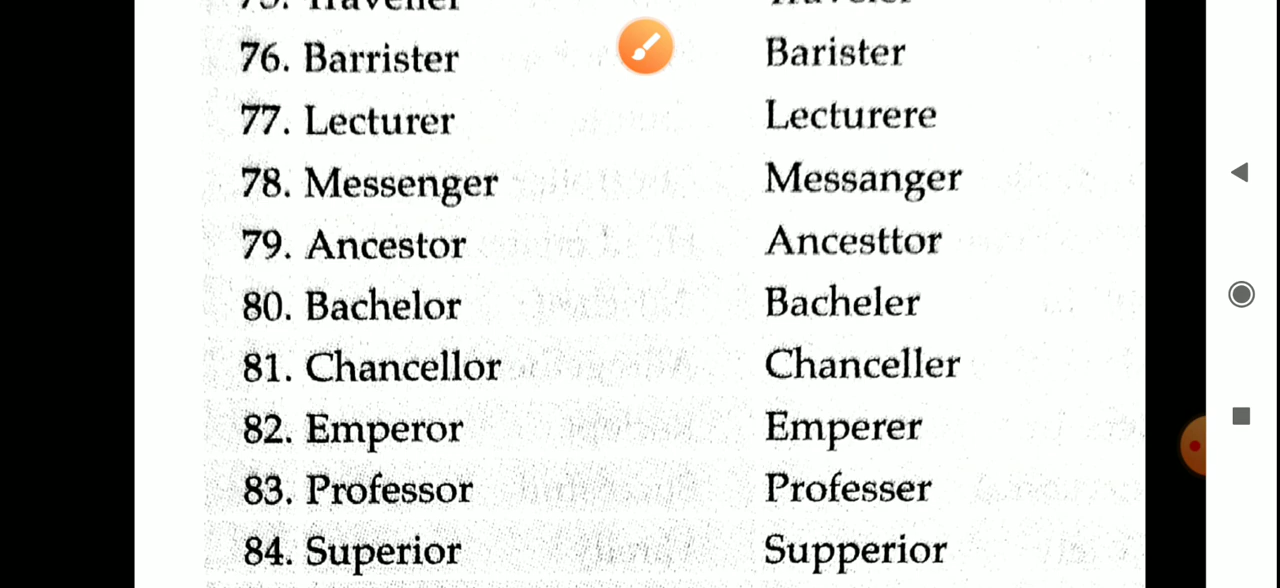 76. Barrister Barister
77. Lecturer Lecturere
78. Messenger Messanger
79. Ancestor Ancesttor
80. Bachelor Bacheler
81. Chancellor Chanceller
82. Emperor Emperer
83. Professor Professer
84. Superior Supperior